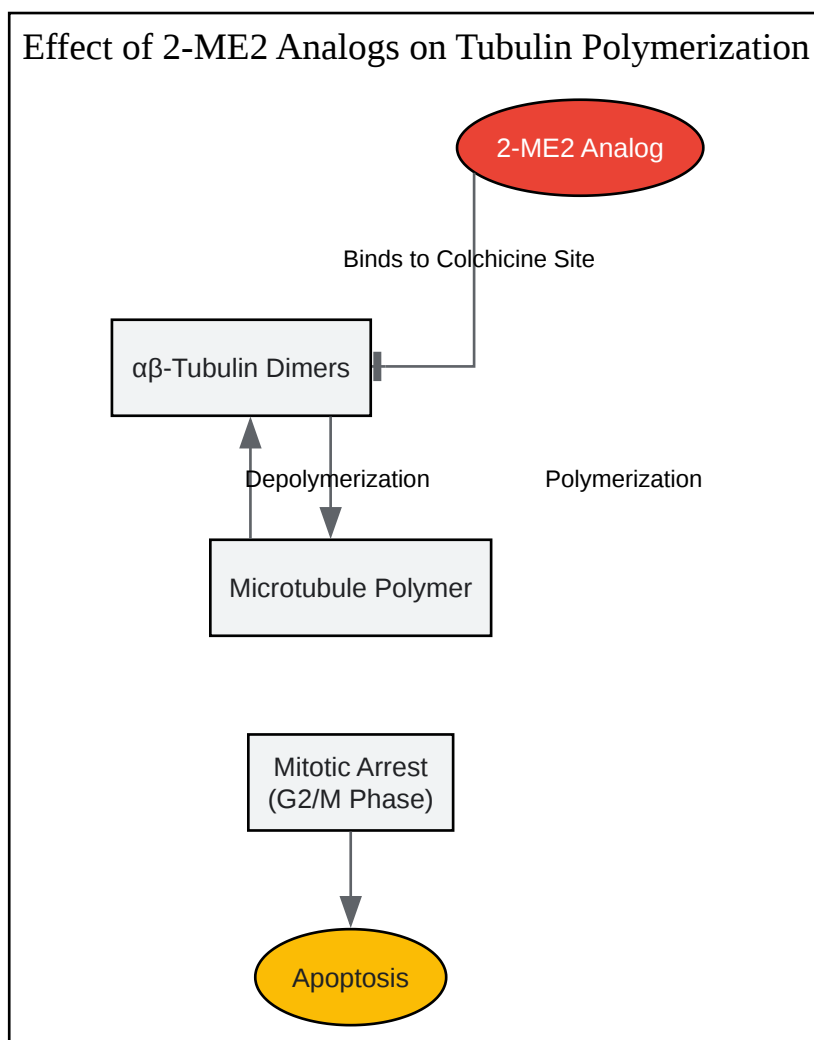 Effect of 2-ME2 Analogs on Tubulin Polymerization
2-ME2 Analog
Binds to Colchicine Site
αβ-Tubulin Dimers
Depolymerization
Polymerization
Microtubule Polymer
Mitotic Arrest
(G2/M Phase)
Apoptosis